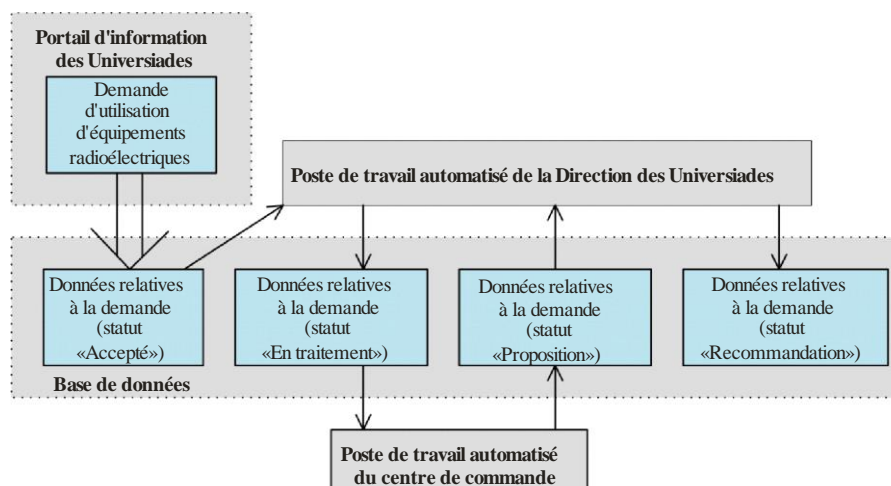 Portail d'information
des Universiades
Demande
d'utilisation
d'équipements
radioélectriques
Poste de travail automatisé de la Direction des Universiades
Données relatives
à la demande
(statut
«Accepté»)
Données relatives
à la demande
(statut
«En traitement»)
Données relatives
à la demande
(statut
«Proposition»)
Données relatives
à la demande
(statut
«Recommandation»)
Base de données
Poste de travail automatisé
du centre de commande